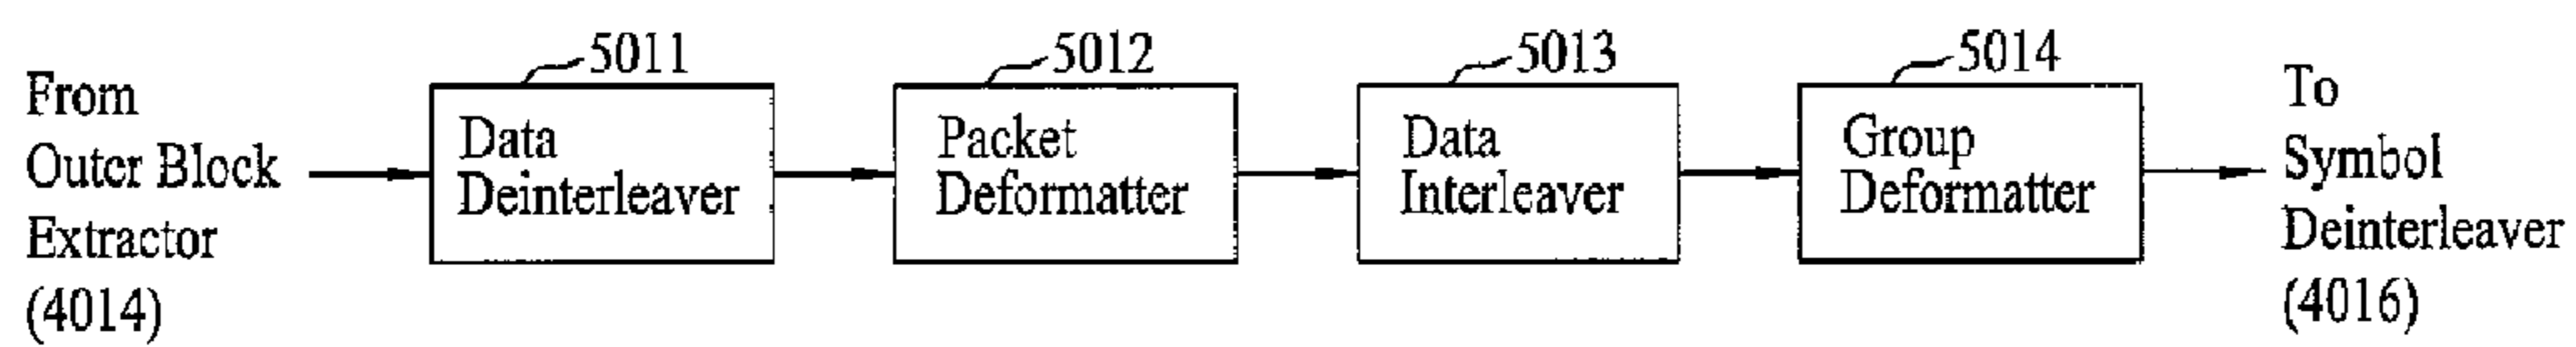 From
Outer Block
Extractor
(4014)
5011
Data
Deinterleaver
5012
Packet
Deformatter
5013
Data
Interleaver
5014
Group
Deformatter
To
Symbol
Deinterleaver
(4016)